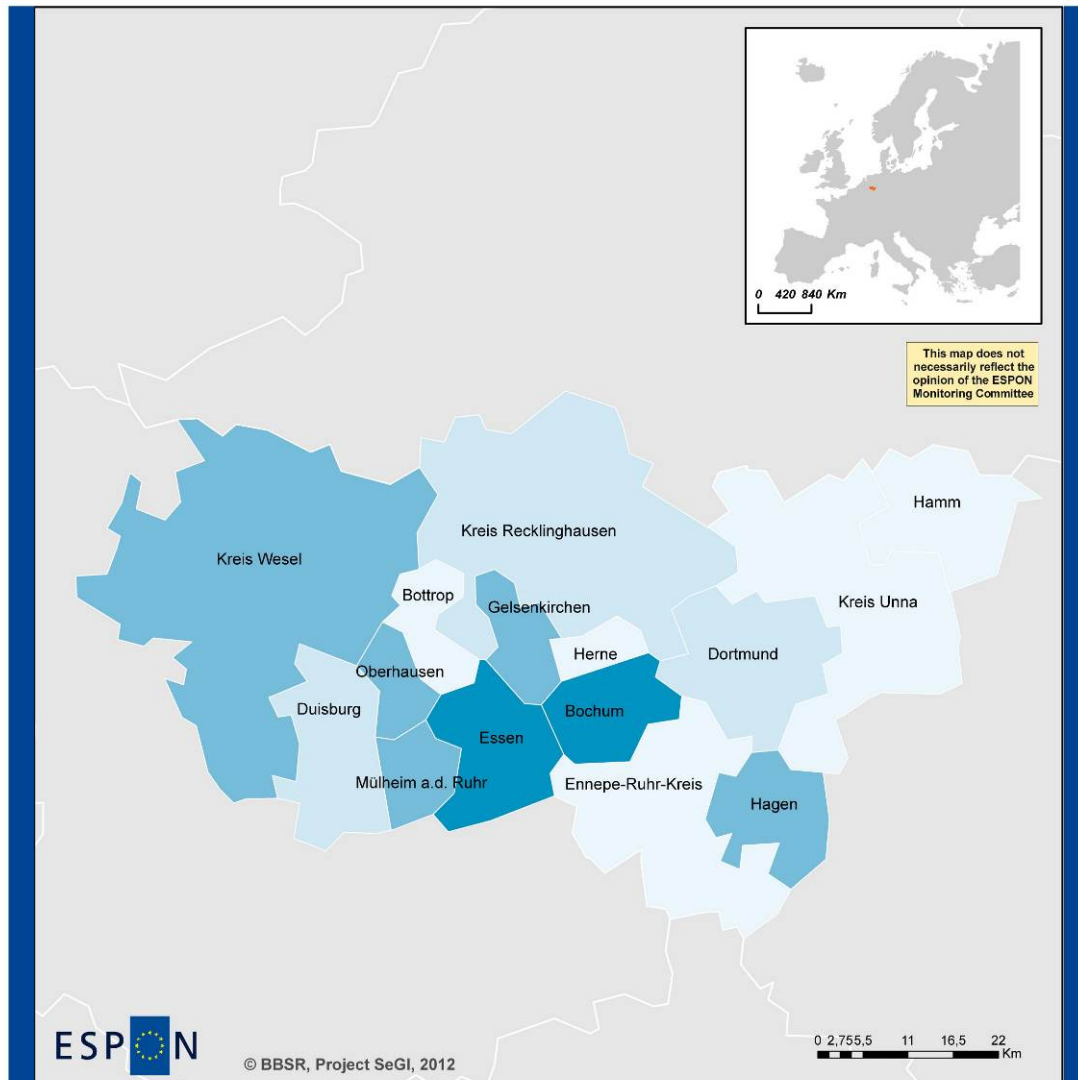 0 420 840 Km
This map does not
necessarily reflect the
opinion of the ESPON
Monitoring Committee
Hamm
Kreis Recklinghausen
Kreis Wesel
Bottrop
Gelsenkirchen
Kreis Unna
Herne
Dortmund
Oberhausen
Duisburg
Bochum
Essen
Mülheim a.d. Ruhr
Ennepe-Ruhr-Kreis
Hagen
ESPON
© BBSR, Project SeGI, 2012
0 2,755,5 11 16,5 22
Km